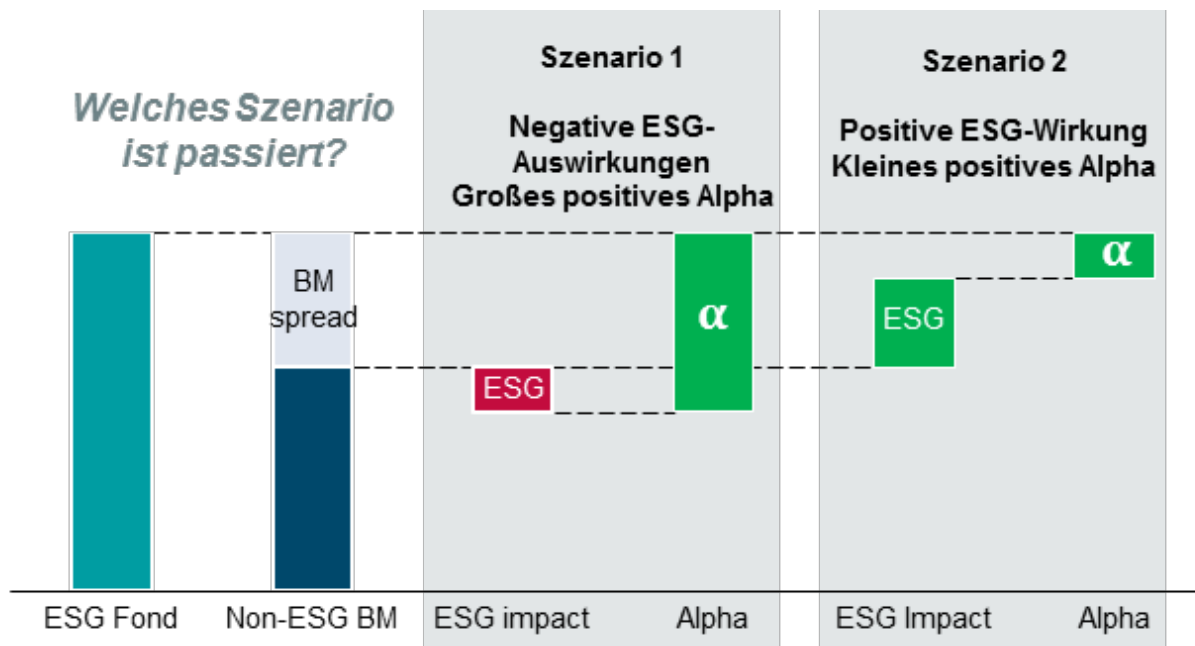 Welches Szenario
ist passiert?
Szenario 1
Negative ESG-
Auswirkungen
Großes positives Alpha
Szenario 2
Positive ESG-Wirkung
Kleines positives Alpha
BM
spread
ESG
α
ESG
α
ESG Fond
Non-ESG BM
ESG impact
Alpha
ESG Impact
Alpha